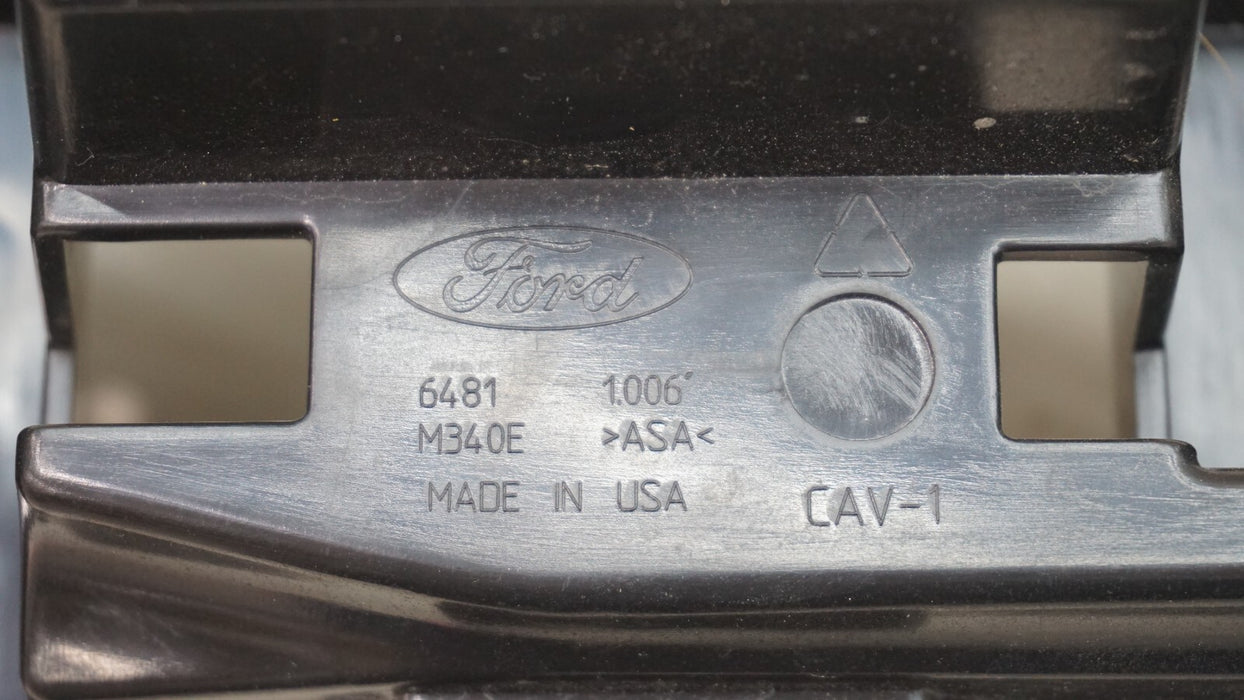 Ford
6481 1.006"
M340E >ASA<
MADE IN USA
CAV-1